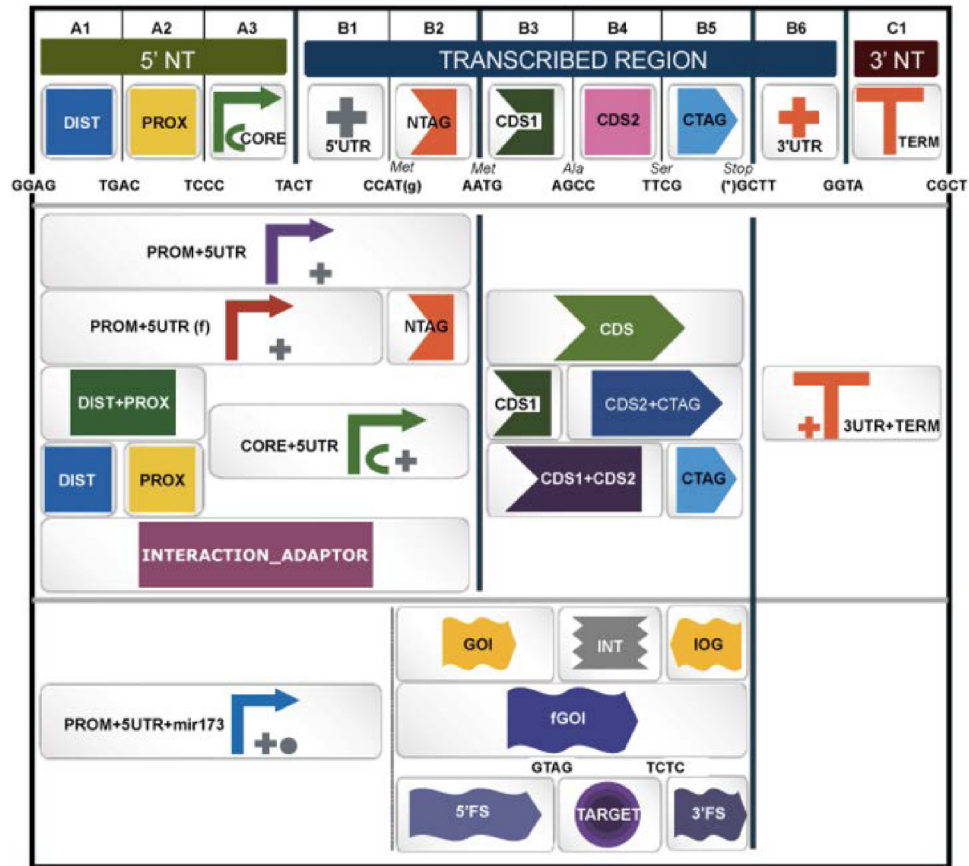 A1 A2 A3 B1 B2 B3 B4 B5 B6 C1
5' NT TRANSCRIBED REGION 3' NT
DIST PROX CORE 5'UTR NTAG CDS1 CDS2 CTAG 3'UTR TERM
Met Met Ala Ser Stop
GGAG TGAC TCCC TACT CCAT(g) AATG AGCC TTCG (*)GCTT GGTA CGCT
PROM+5UTR
PROM+5UTR (f) NTAG CDS
DIST+PROX CDS1 CDS2+CTAG
CORE+5UTR 3UTR+TERM
DIST PROX CDS1+CDS2 CTAG
INTERACTION_ADAPTOR
GOI INT IOG
PROM+5UTR+mir173 fGOI
GTAG TCTC
5'FS TARGET 3'FS